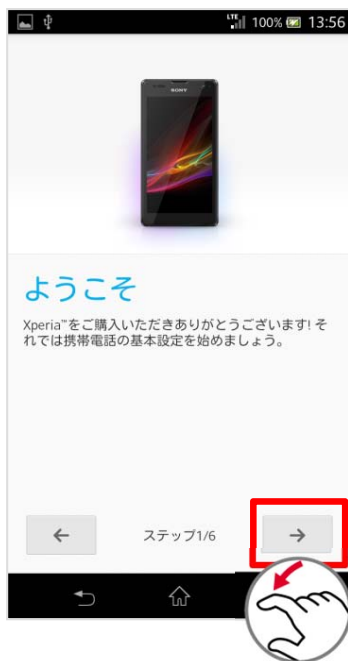 LTE 100% 13:56
SONY
ようこそ
Xperia™をご購入いただきありがとうございます! そ
れでは携帯電話の基本設定を始めましょう。
ステップ1/6